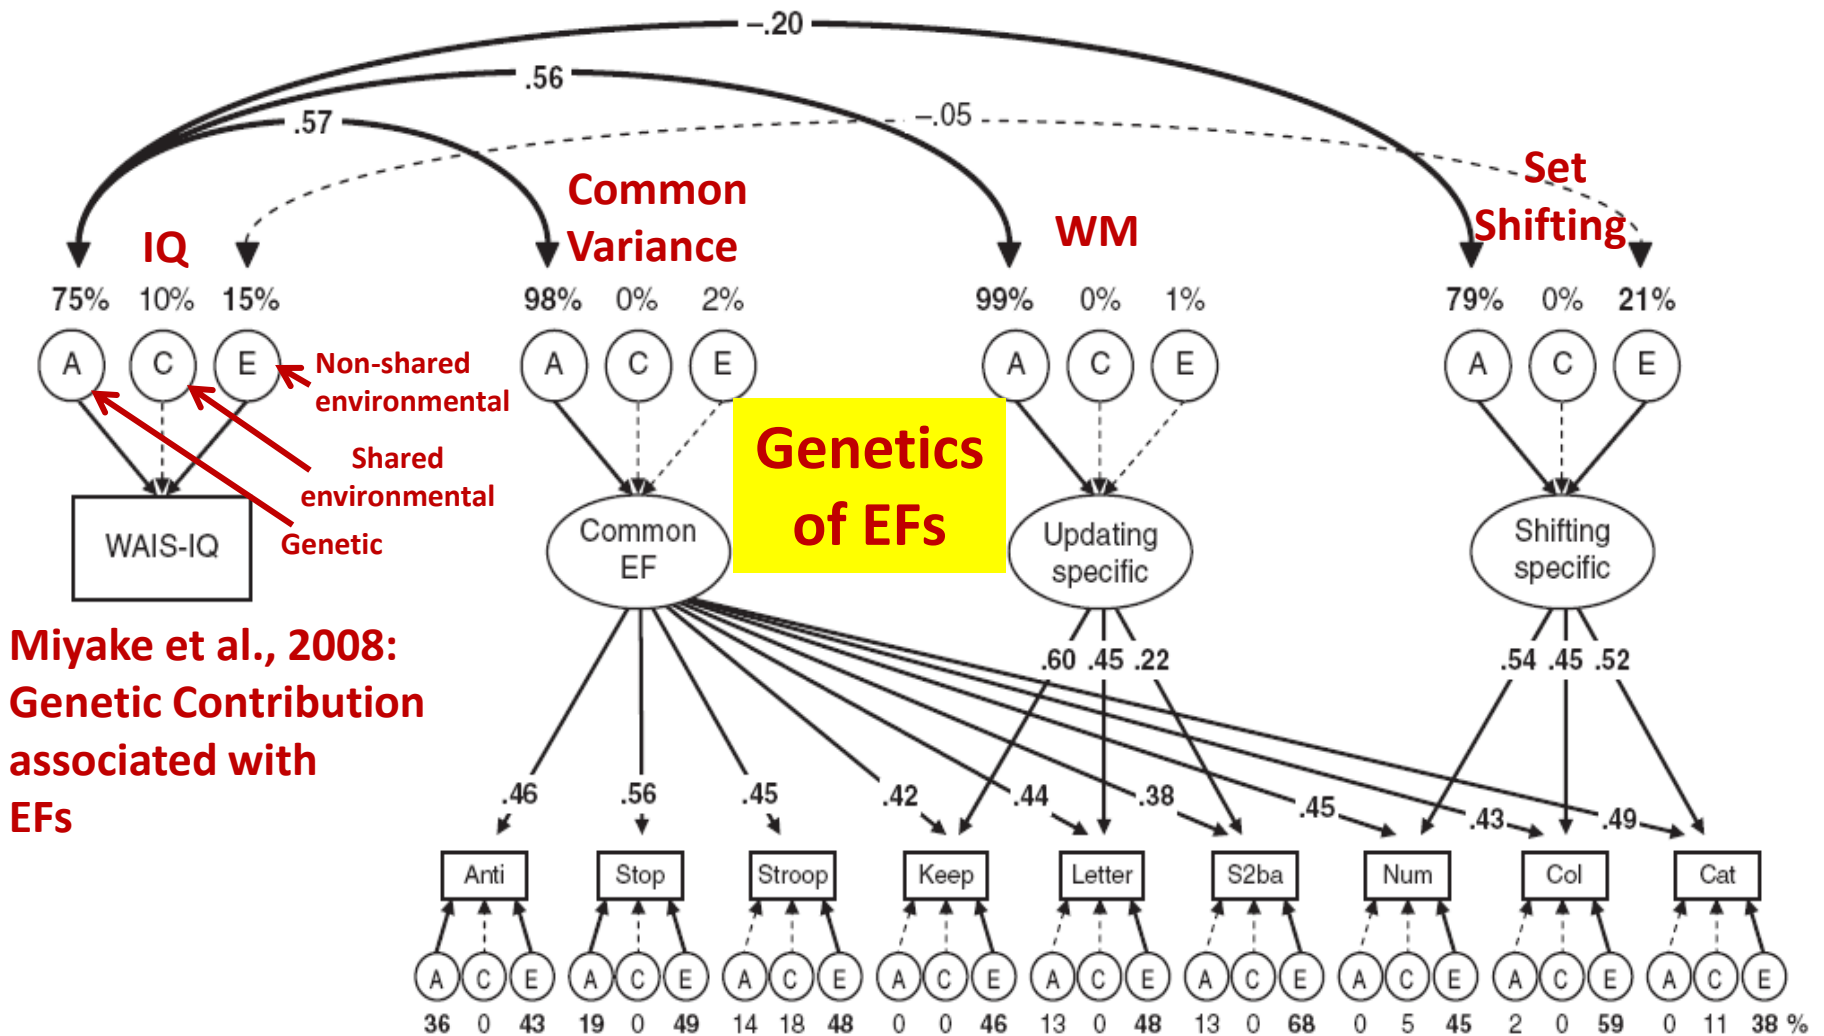 –.20
.56
.57
–.05
Set
Shifting
Common
Variance
WM
IQ
75% 10% 15% 98% 0% 2% 99% 0% 1% 79% 0% 21%
A C E A C E A C E A C E
Non-shared
environmental
Shared
environmental
Genetic
Genetics
of EFs
WAIS-IQ
Common
EF
Updating
specific
Shifting
specific
Miyake et al., 2008:
Genetic Contribution
associated with
EFs
.60 .45 .22 .54 .45 .52
.46 .56 .45 .42 .44 .38 .45 .43 .49
Anti Stop Stroop Keep Letter S2ba Num Col Cat
A C E A C E A C E A C E A C E A C E A C E A C E A C E
36 0 43 19 0 49 14 18 48 0 0 46 13 0 48 13 0 68 0 5 45 2 0 59 0 11 38 %